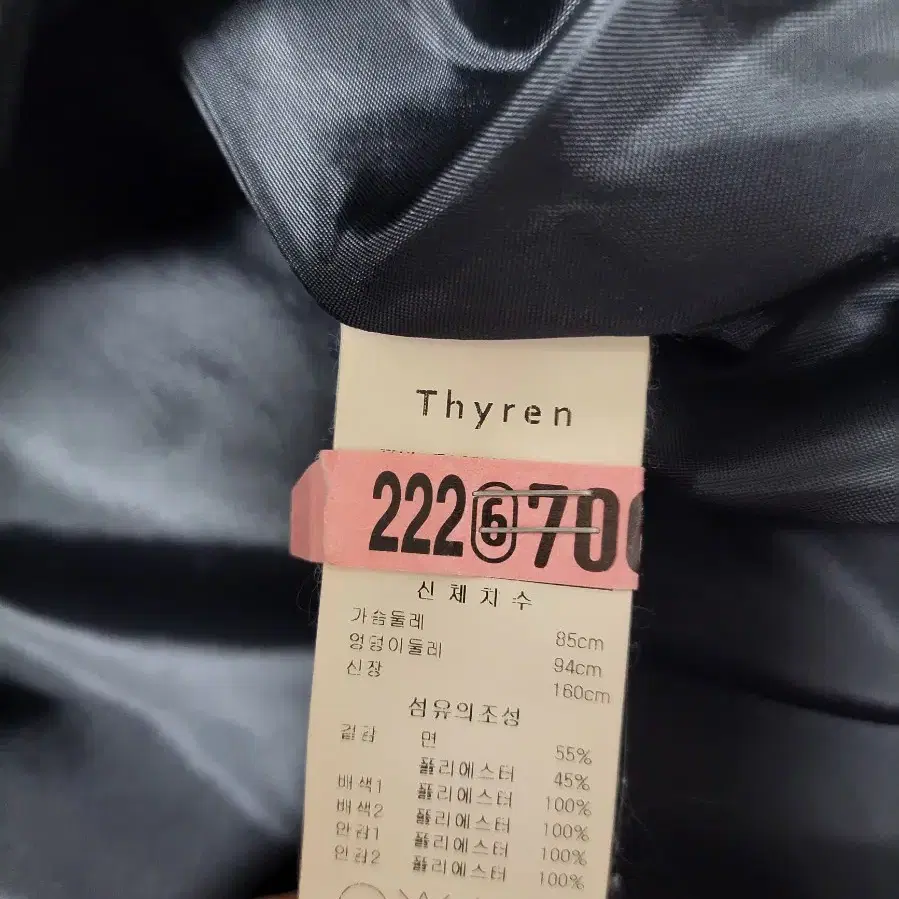 Thyren
222 6 70
신체치수
가슴둘레 85cm
엉덩이둘레 94cm
신장 160cm
섬유의조성
겉감 면 55%
폴리에스터 45%
배색1 폴리에스터 100%
배색2 폴리에스터 100%
안감1 폴리에스터 100%
안감2 폴리에스터 100%